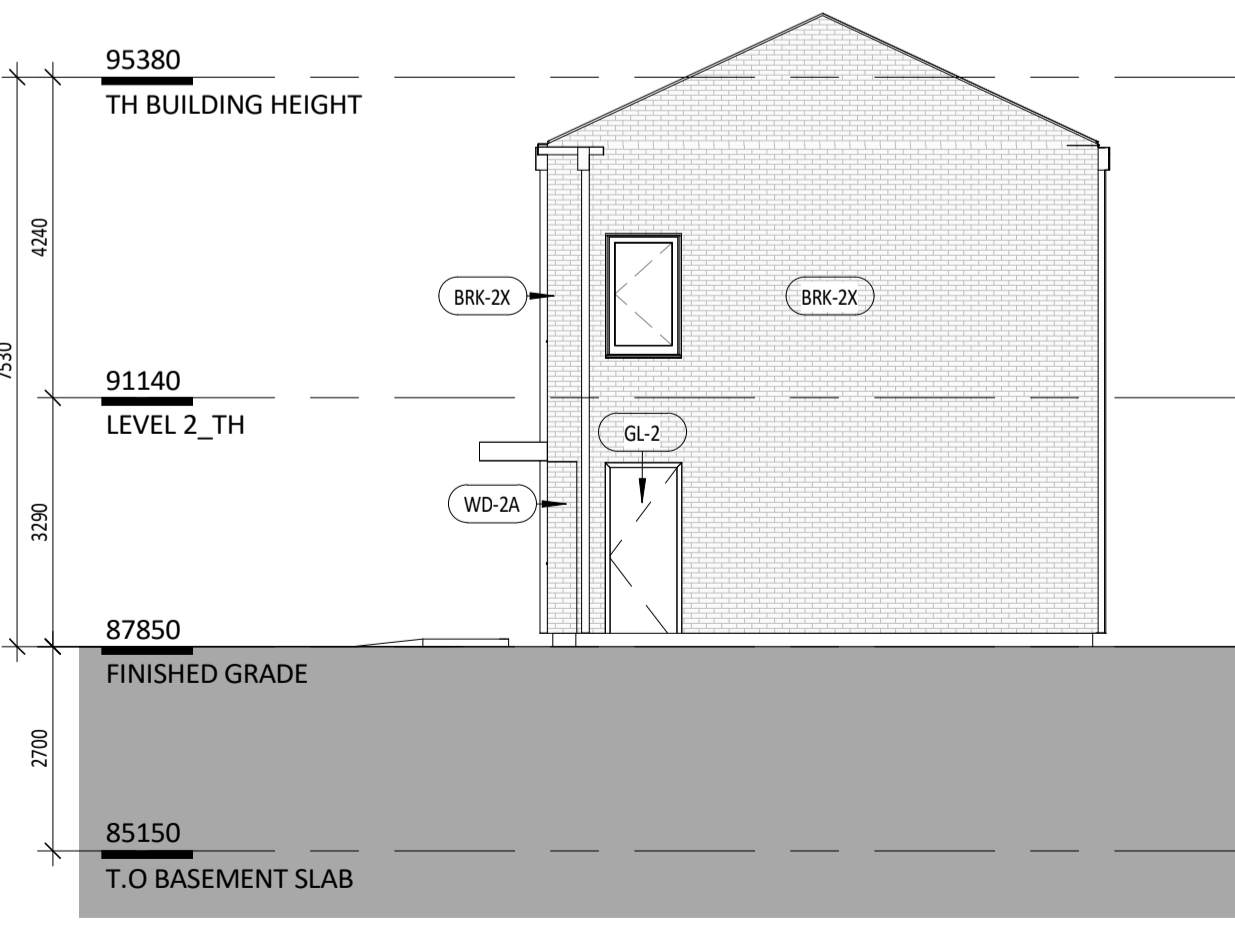 95380
TH BUILDING HEIGHT
4240
BRK-2X
BRK-2X
7530
91140
LEVEL 2_TH
GL-2
WD-2A
3290
87850
FINISHED GRADE
2700
85150
T.O BASEMENT SLAB